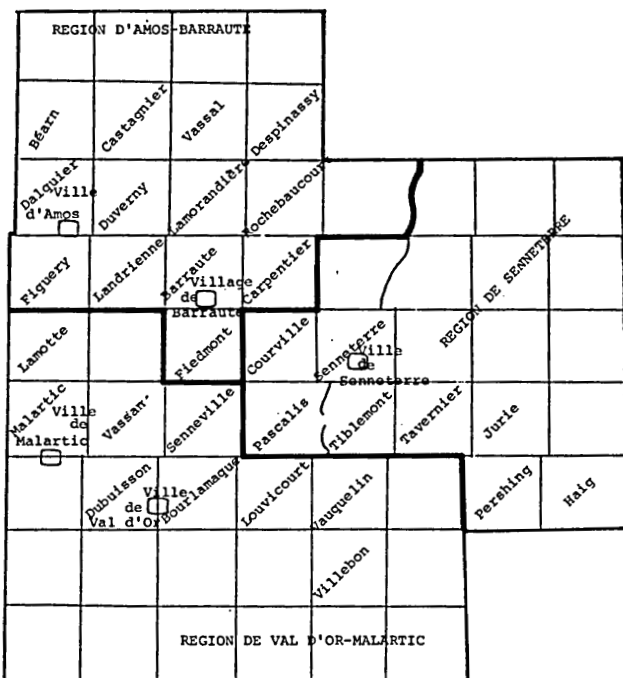 REGION D'AMOS-BARRAUTE
Béarn
Castagnier
Vassal
Despinassy
Dalquier
Ville
d'Amos
Duverny
Lamorandière
Rochebaucour
Figuery
Landrienne
Barraute
Village
de
Barraute
Carpentier
REGION DE SENNETERRE
Lamotte
Fiedmont
Courville
Senneterre
Ville
de
Senneterre
Malartic
Ville
de
Malartic
Vassan
Senneville
Pascalis
Tiblemont
Tavernier
Jurie
Dubuisson
Ville
de
Val d'Or
Bourlamaque
Louvicourt
Vauquelin
Pershing
Haig
Villebon
REGION DE VAL D'OR-MALARTIC